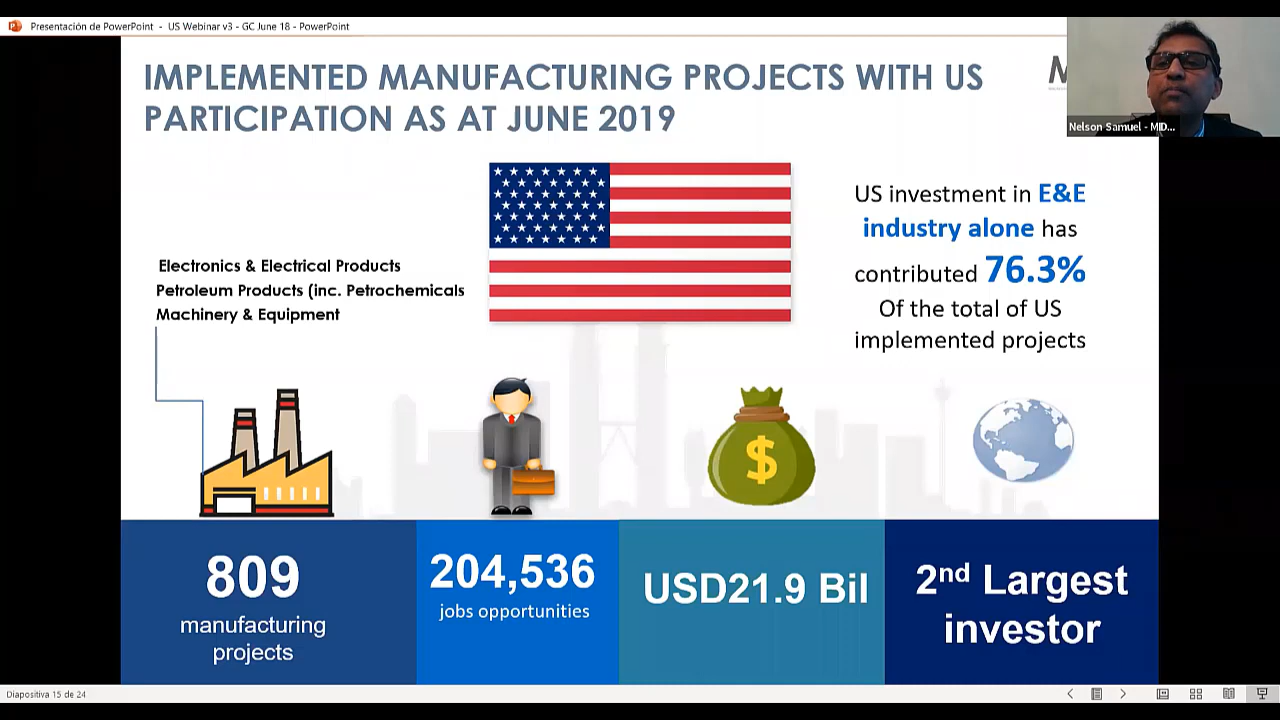 Presentación de PowerPoint - US Webinar v3 - GC June 18 - PowerPoint
IMPLEMENTED MANUFACTURING PROJECTS WITH US
PARTICIPATION AS AT JUNE 2019
Nelson Samuel - MID...
US investment in E&E
industry alone has
contributed 76.3%
Of the total of US
implemented projects
Electronics & Electrical Products
Petroleum Products (inc. Petrochemicals
Machinery & Equipment
$
809
manufacturing
projects
204,536
jobs opportunities
USD21.9 Bil
2nd Largest
investor
Diapositiva 15 de 24